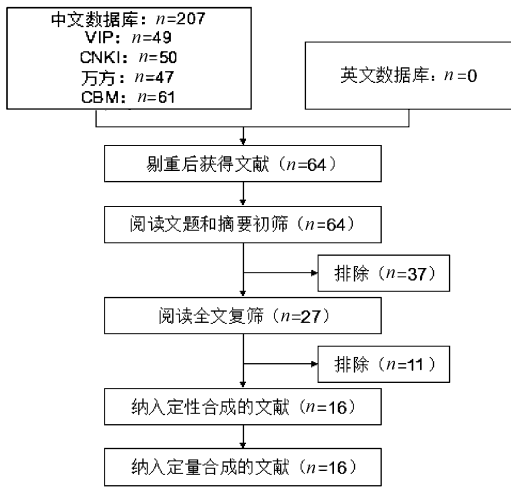 中文数据库：n=207
VIP：n=49
CNKI：n=50
万方：n=47
CBM：n=61
英文数据库：n=0
剔重后获得文献（n=64）
阅读文题和摘要初筛（n=64）
排除（n=37）
阅读全文复筛（n=27）
排除（n=11）
纳入定性合成的文献（n=16）
纳入定量合成的文献（n=16）